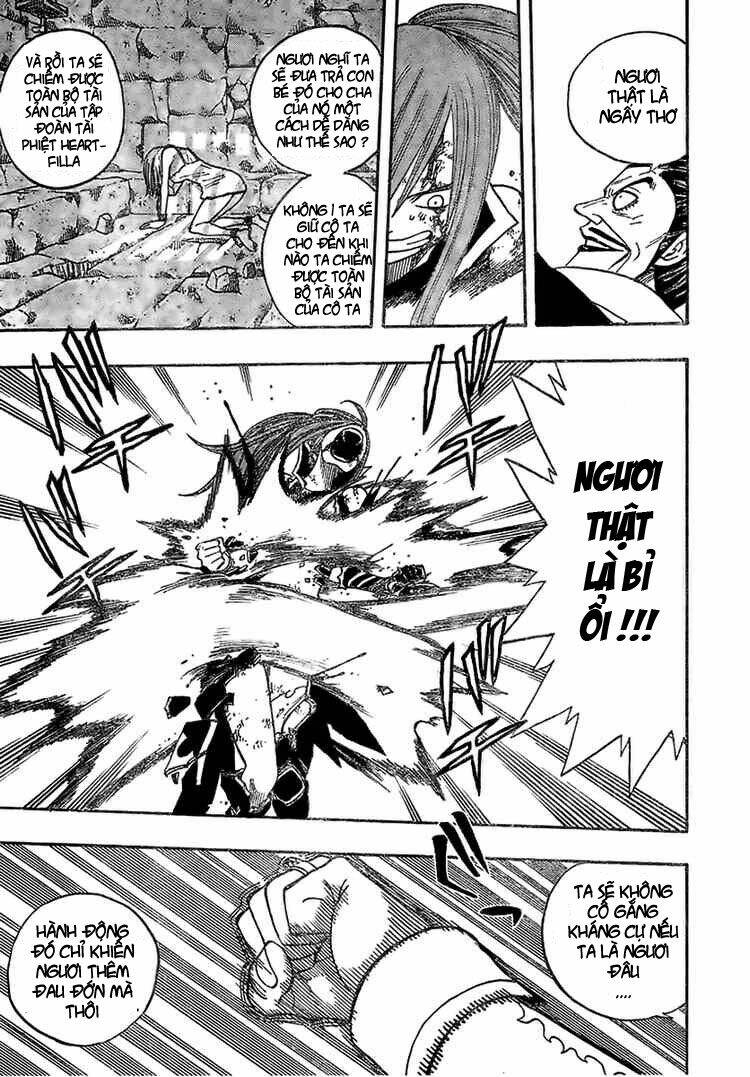 NGƯƠI
THẬT LÀ
NGÂY THƠ
NGƯƠI NGHĨ TA
SẼ ĐƯA TRẢ CON
BÉ ĐÓ CHO CHA
CỦA NÓ MỘT
CÁCH DỄ DÀNG
NHƯ THẾ SAO ?
KHÔNG ! TA SẼ
GIỮ CÔ TA
CHO ĐẾN KHI
NÀO TA CHIẾM
ĐƯỢC TOÀN
BỘ TÀI SẢN
CỦA CÔ TA
VÀ RỒI TA SẼ
CHIẾM ĐƯỢC
TOÀN BỘ TÀI
SẢN CỦA TẬP
ĐOÀN TÀI
PHIỆT HEART-
FILLA
NGƯƠI
THẬT
LÀ BỈ
ỔI !!!
TA SẼ KHÔNG
CỐ GẮNG
KHÁNG CỰ NẾU
TA LÀ NGƯƠI
ĐÂU
....
HÀNH ĐỘNG
ĐÓ CHỈ KHIẾN
NGƯƠI THÊM
ĐAU ĐỚN MÀ
THÔI